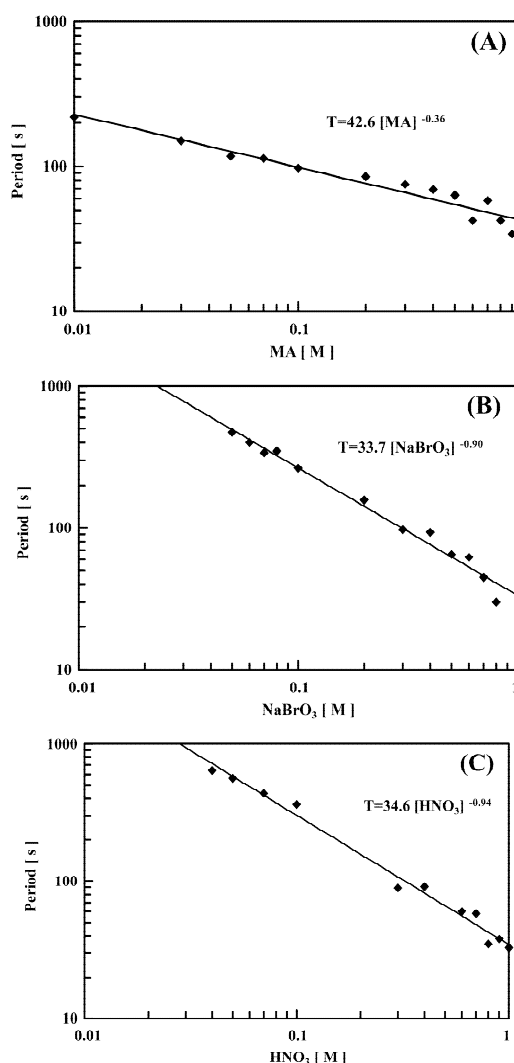 (A)
1000
T=42.6 [MA] -0.36
100
Period [ s ]
10
0.01
0.1
MA [ M ]
(B)
1000
T=33.7 [NaBrO3] -0.90
100
Period [ s ]
10
0.01
0.1
1
NaBrO3 [ M ]
(C)
1000
T=34.6 [HNO3] -0.94
100
Period [ s ]
10
0.01
0.1
1
HNO3 [ M ]